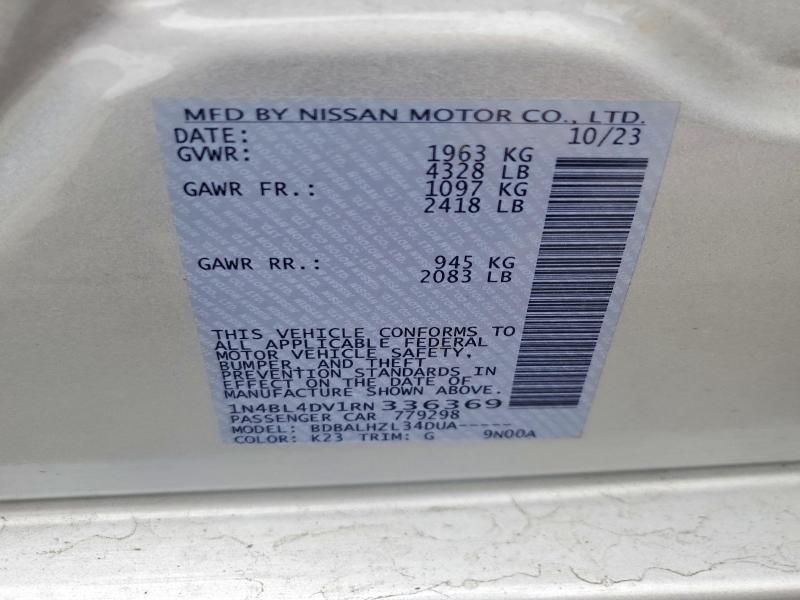 MFD BY NISSAN MOTOR CO., LTD.
DATE: 10/23
GVWR: 1963 KG
4328 LB
GAWR FR.: 1097 KG
2418 LB
GAWR RR.: 945 KG
2083 LB
THIS VEHICLE CONFORMS TO
ALL APPLICABLE FEDERAL
MOTOR VEHICLE SAFETY,
BUMPER, AND THEFT
PREVENTION STANDARDS IN
EFFECT ON THE DATE OF
MANUFACTURE SHOWN ABOVE.
1N4BL4DV1RN336369
PASSENGER CAR 779298
MODEL: BDBALHZL34DUA-----
COLOR: K23 TRIM: G 9N00A